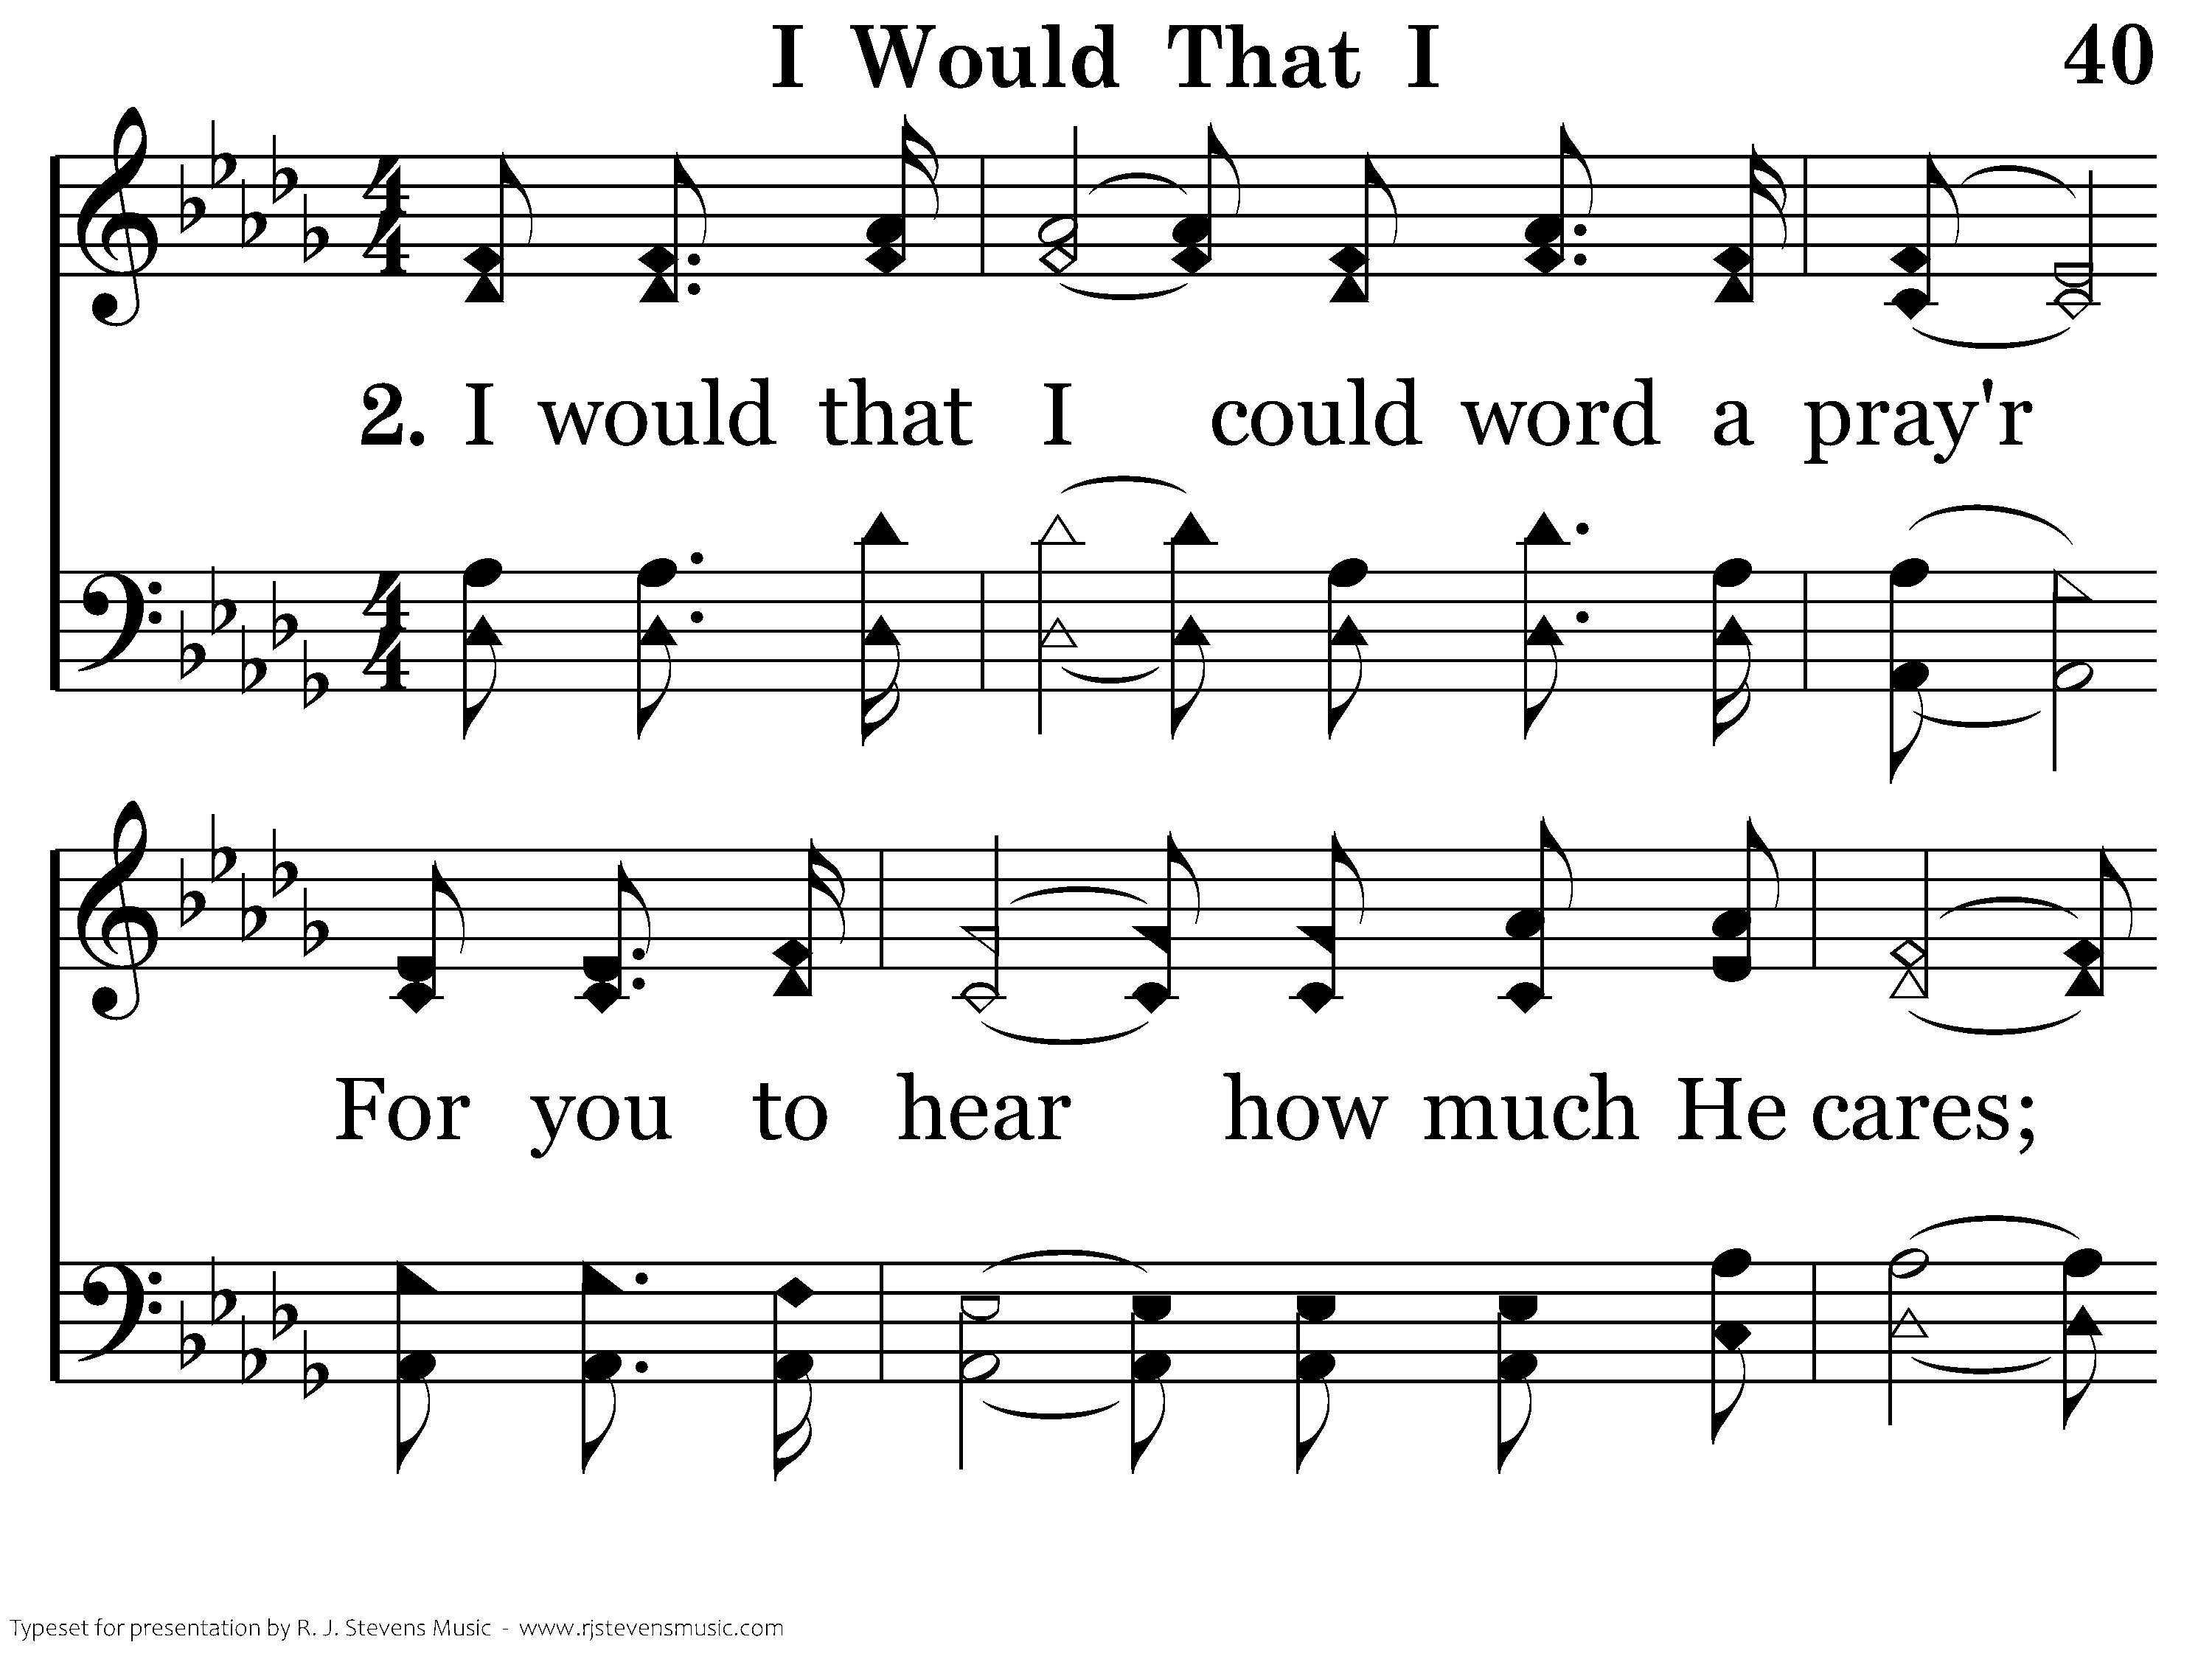 I Would That I 40
2. I would that I could word a pray'r
For you to hear how much He cares;
Typeset for presentation by R. J. Stevens Music - www.rjstevensmusic.com